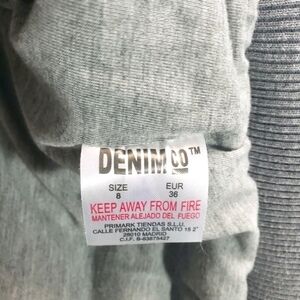 DENIM CO™
SIZE EUR
8 36
KEEP AWAY FROM FIRE
MANTENER ALEJADO DEL FUEGO
PRIMARK TIENDAS S.L.U.
CALLE FERNANDO EL SANTO 15 2°
28010 MADRID
C.I.F. B-83875427